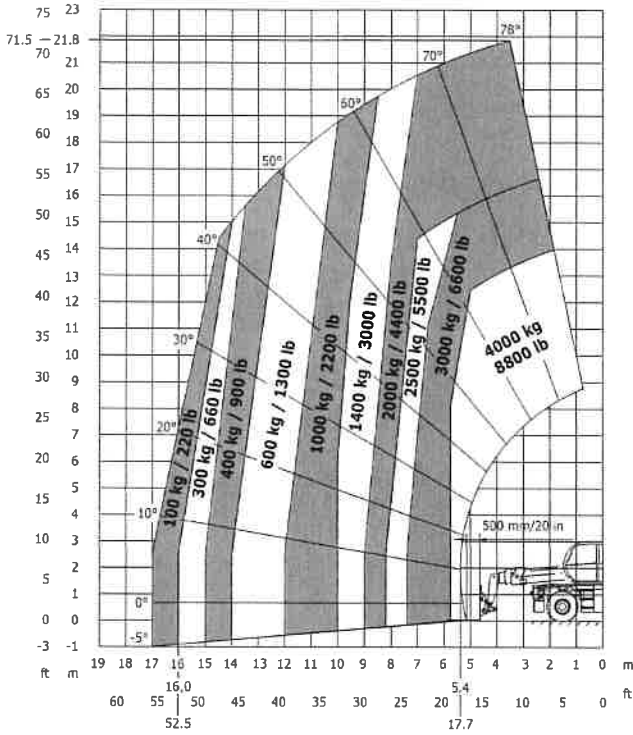 75 23
22
71.5 — 21.8
70 21
65 20
19
60 18
17
55 16
50 15
45 14
13
40 12
11
35 10
30 9
8
25 7
20 6
5
15 4
10 3
2
5 1
0 0
-3 -1
ft m
78°
70°
60°
50°
40°
30°
20°
10°
0°
-5°
100 kg / 220 lb
300 kg / 660 lb
400 kg / 900 lb
600 kg / 1300 lb
1000 kg / 2200 lb
1400 kg / 3000 lb
2000 kg / 4400 lb
2500 kg / 5500 lb
3000 kg / 6600 lb
4000 kg
8800 lb
500 mm/20 in
19 18 17 16 15 14 13 12 11 10 9 8 7 6 5 4 3 2 1 0 m
16,0 5.4
60 55 50 45 40 35 30 25 20 15 10 5 0 ft
52.5 17.7